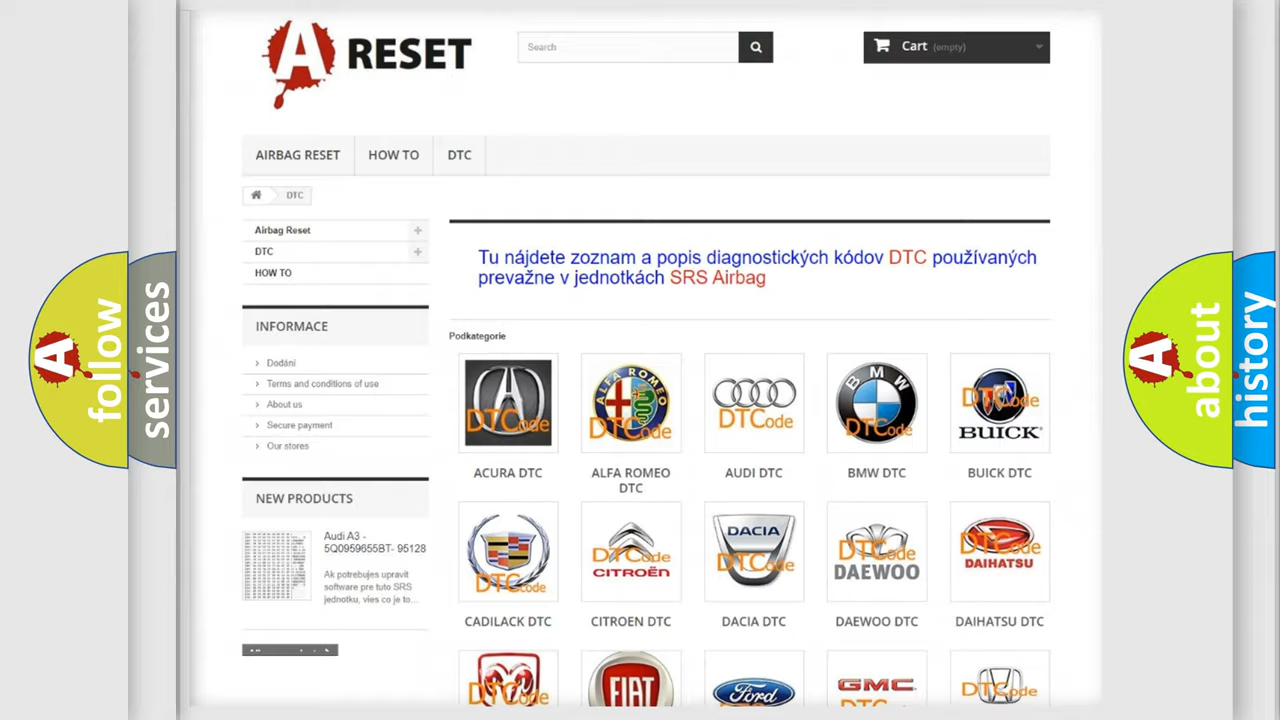 A RESET
Search
Cart (empty)
AIRBAG RESET
HOW TO
DTC
DTC
Airbag Reset
DTC
HOW TO
INFORMACE
Dodání
Terms and conditions of use
About us
Secure payment
Our stores
NEW PRODUCTS
Audi A3 -
5Q0959655BT- 95128
Ak potrebujes upravit
software pre tuto SRS
jednotku, vies co je to...
Tu nájdete zoznam a popis diagnostických kódov DTC používaných
prevažne v jednotkách SRS Airbag
Podkategorie
DTCode
ALFA ROMEO
DTCode
DTCode
BMW
DTCode
DTCode
BUICK
ACURA DTC
ALFA ROMEO
DTC
AUDI DTC
BMW DTC
BUICK DTC
DTCode
DTCode
CITROËN
DACIA
DTCode
DTCode
DAEWOO
DTCode
DAIHATSU
CADILACK DTC
CITROEN DTC
DACIA DTC
DAEWOO DTC
DAIHATSU DTC
DTCode
FIAT
Ford
GMC
DTCode
A
follow
services
A
about
history